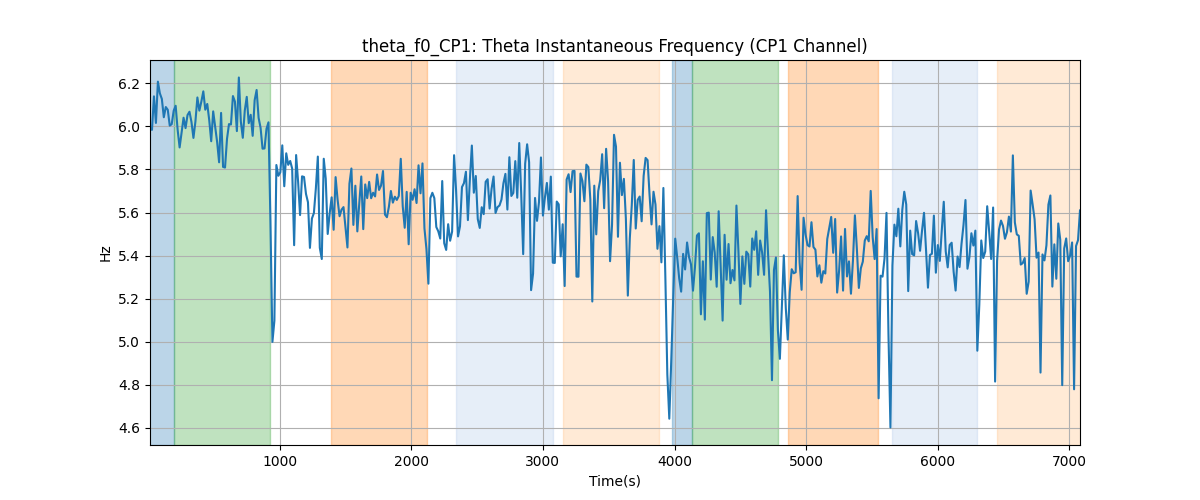 theta_f0_CP1: Theta Instantaneous Frequency (CP1 Channel)
6.2
6.0
5.8
5.6
5.4
5.2
5.0
4.8
4.6
Hz
1000 2000 3000 4000 5000 6000 7000
Time(s)